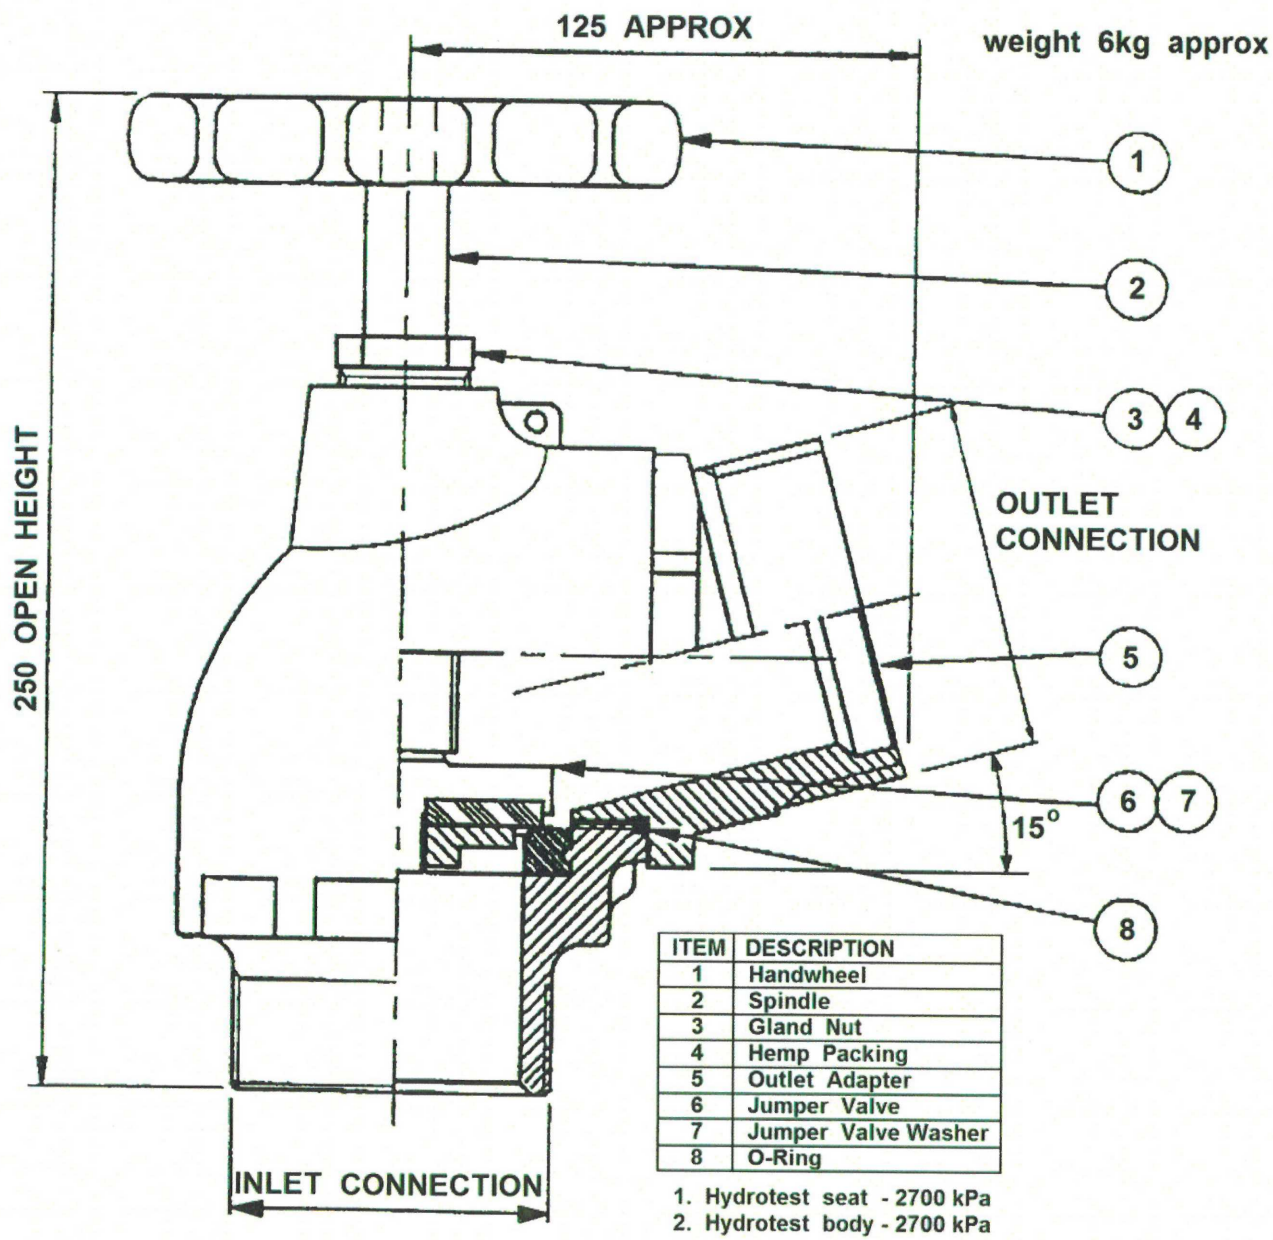 125 APPROX
weight 6kg approx
1
2
3 4
250 OPEN HEIGHT
OUTLET
CONNECTION
5
6 7
15°
8
ITEM DESCRIPTION
1 Handwheel
2 Spindle
3 Gland Nut
4 Hemp Packing
5 Outlet Adapter
6 Jumper Valve
7 Jumper Valve Washer
8 O-Ring
INLET CONNECTION
1. Hydrotest seat - 2700 kPa
2. Hydrotest body - 2700 kPa